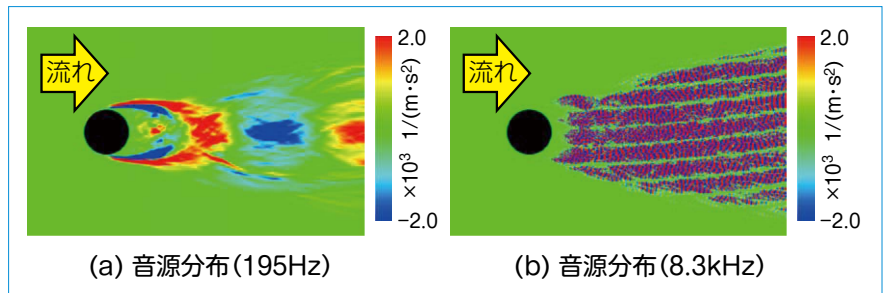 流れ
2.0
×10³ 1/(m・s²)
−2.0
(a) 音源分布(195Hz)
流れ
2.0
×10³ 1/(m・s²)
−2.0
(b) 音源分布(8.3kHz)